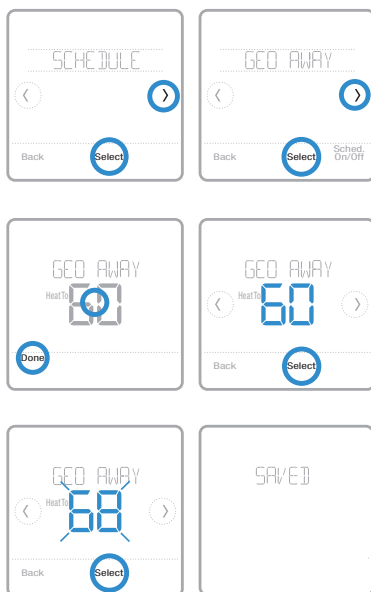 SCHEDULE
Back
Select
GEO AWAY
Back
Select
Sched.
On/Off
GEO AWAY
Heat To
60
Done
GEO AWAY
Heat To
60
Back
Select
GEO AWAY
Heat To
68
Back
Select
SAVED